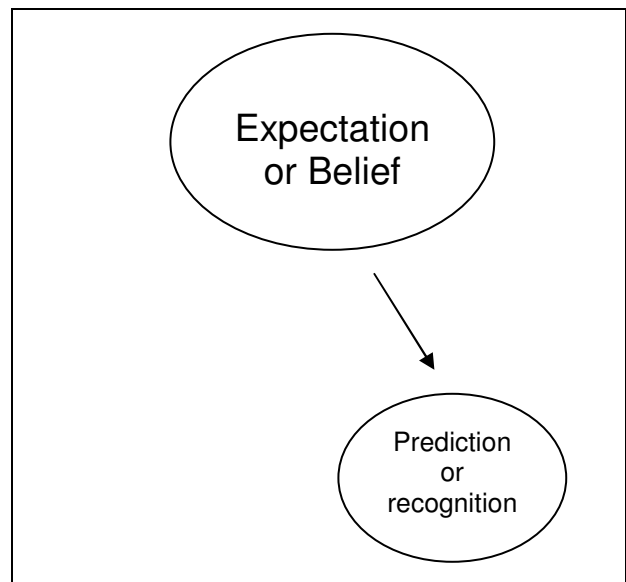 Expectation
or Belief
Prediction
or
recognition